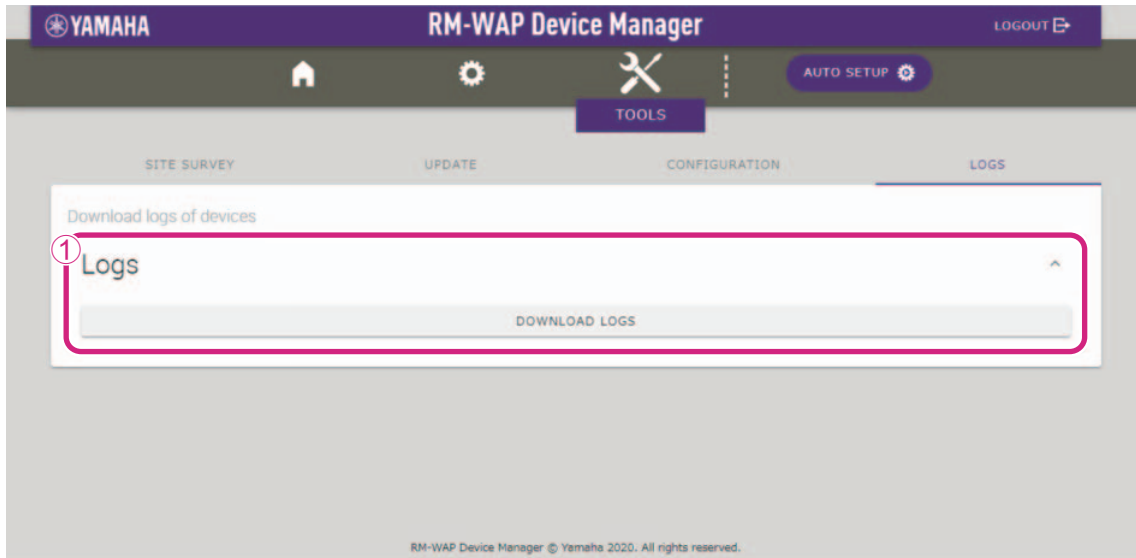 YAMAHA
RM-WAP Device Manager
LOGOUT
AUTO SETUP
TOOLS
SITE SURVEY
UPDATE
CONFIGURATION
LOGS
Download logs of devices
1
Logs
DOWNLOAD LOGS
RM-WAP Device Manager © Yamaha 2020. All rights reserved.